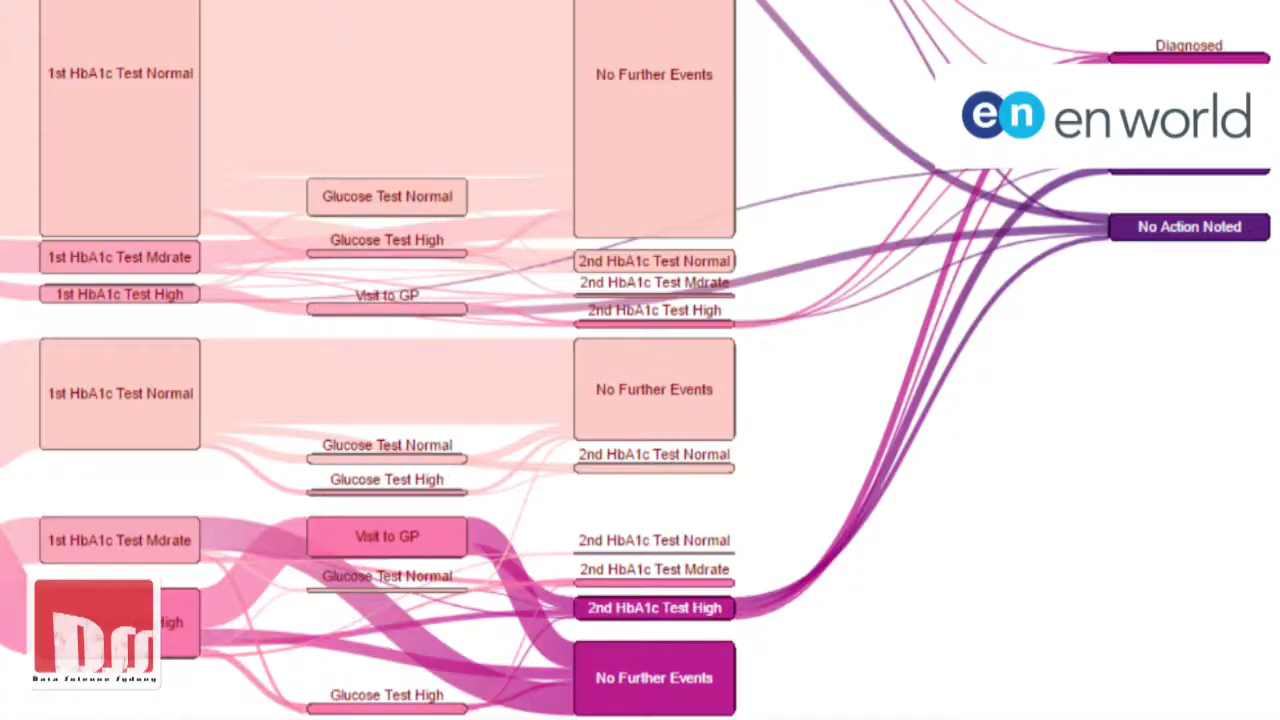 Diagnosed
1st HbA1c Test Normal
No Further Events
en en world
Glucose Test Normal
No Action Noted
Glucose Test High
1st HbA1c Test Mdrate
2nd HbA1c Test Normal
2nd HbA1c Test Mdrate
1st HbA1c Test High
Visit to GP
2nd HbA1c Test High
1st HbA1c Test Normal
No Further Events
Glucose Test Normal
2nd HbA1c Test Normal
Glucose Test High
1st HbA1c Test Mdrate
Visit to GP
2nd HbA1c Test Normal
2nd HbA1c Test Mdrate
Glucose Test Normal
2nd HbA1c Test High
High
No Further Events
Data Science Sydney
Glucose Test High